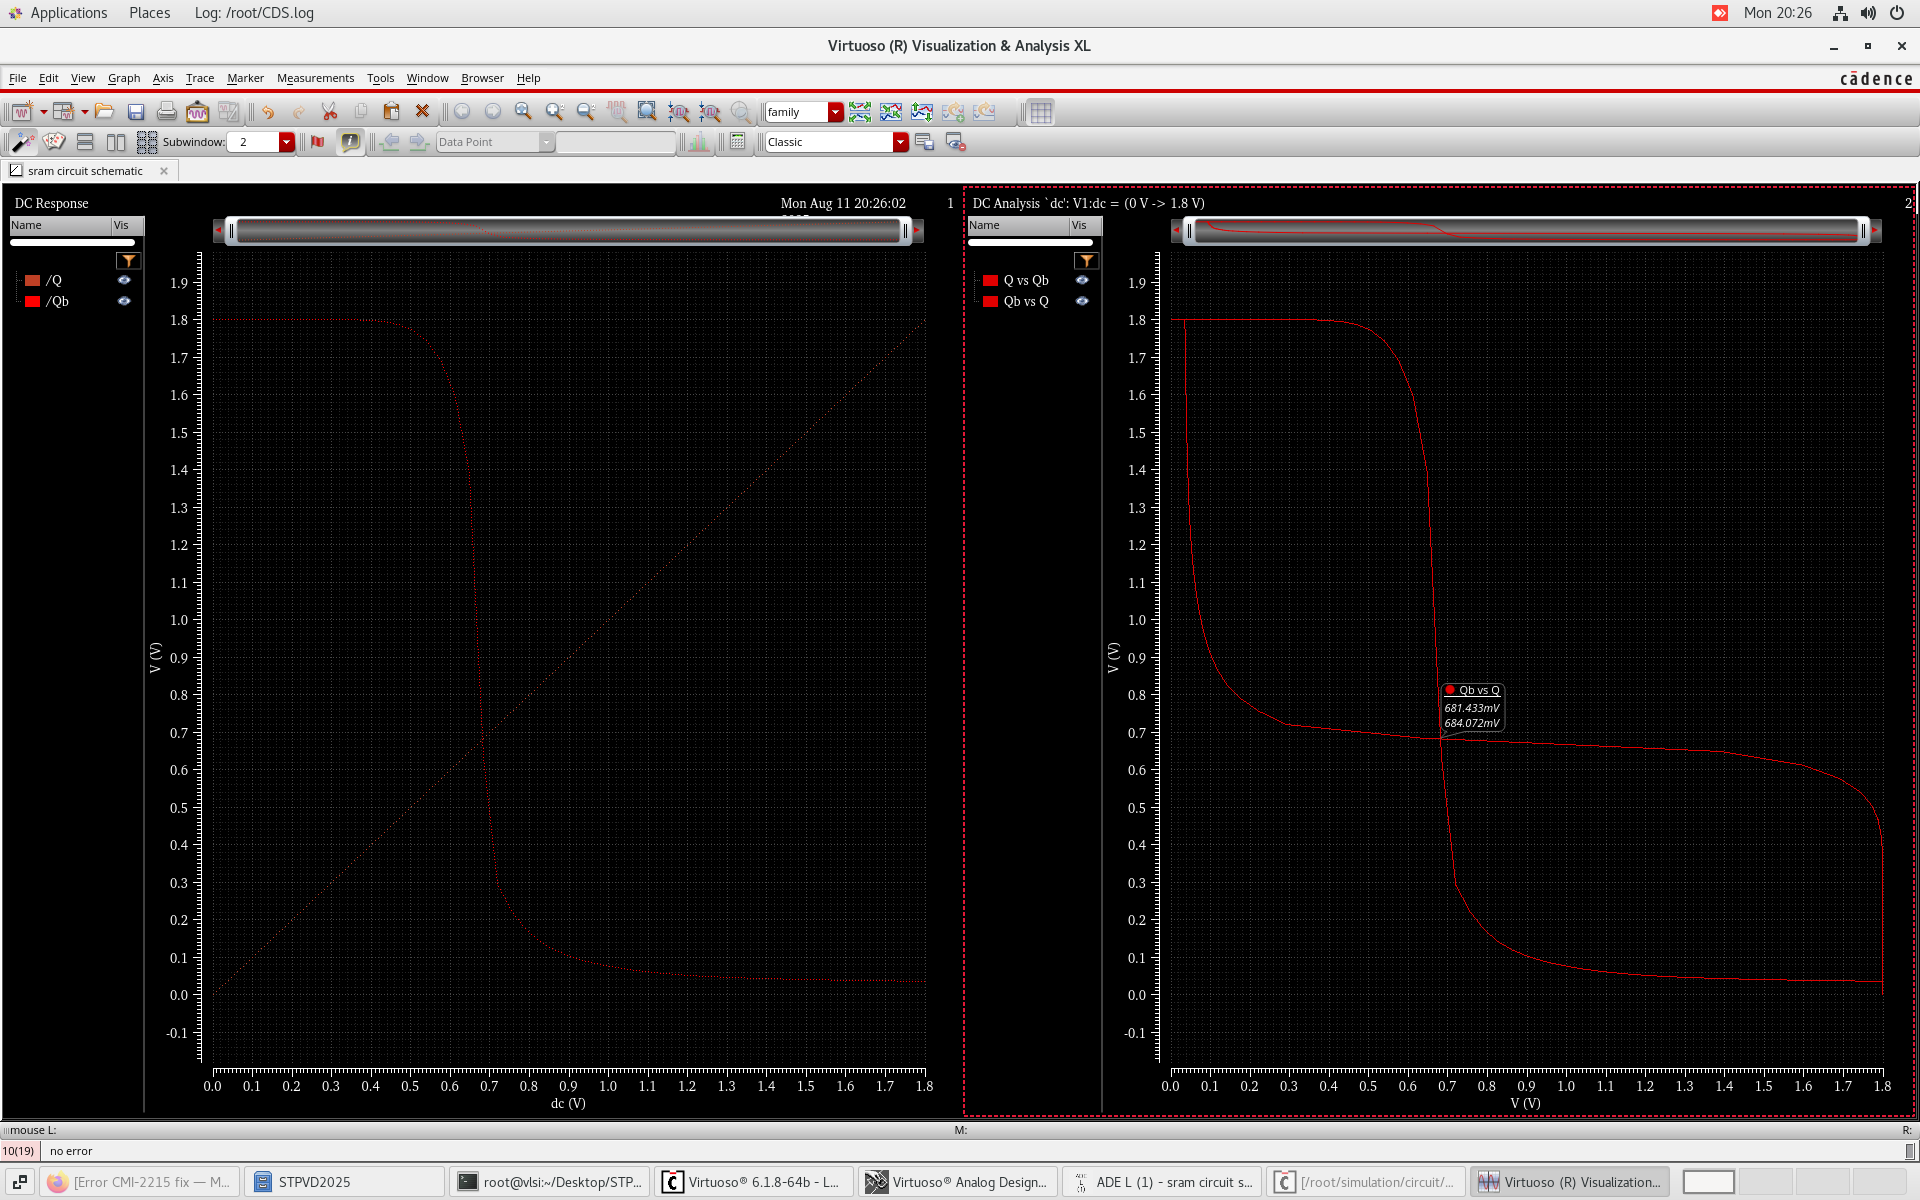 Applications Places Log: /root/CDS.log Mon 20:26
Virtuoso (R) Visualization & Analysis XL
File Edit View Graph Axis Trace Marker Measurements Tools Window Browser Help cādence
family
Subwindow: 2 Data Point Classic
sram circuit schematic
DC Response Mon Aug 11 20:26:02 1
Name Vis
/Q
/Qb
1.9
1.8
1.7
1.6
1.5
1.4
1.3
1.2
1.1
1.0
0.9
0.8
0.7
0.6
0.5
0.4
0.3
0.2
0.1
0.0
-0.1
V (V)
0.0 0.1 0.2 0.3 0.4 0.5 0.6 0.7 0.8 0.9 1.0 1.1 1.2 1.3 1.4 1.5 1.6 1.7 1.8
dc (V)
DC Analysis `dc': V1:dc = (0 V -> 1.8 V) 2
Name Vis
Q vs Qb
Qb vs Q
1.9
1.8
1.7
1.6
1.5
1.4
1.3
1.2
1.1
1.0
0.9
0.8
0.7
0.6
0.5
0.4
0.3
0.2
0.1
0.0
-0.1
V (V)
Qb vs Q
681.433mV
684.072mV
0.0 0.1 0.2 0.3 0.4 0.5 0.6 0.7 0.8 0.9 1.0 1.1 1.2 1.3 1.4 1.5 1.6 1.7 1.8
V (V)
mouse L: M: R:
10(19) no error
[Error CMI-2215 fix — M... STPVD2025 root@vlsi:~/Desktop/STP... Virtuoso® 6.1.8-64b - L... Virtuoso® Analog Design... ADE L (1) - sram circuit s... [/root/simulation/circuit/... Virtuoso (R) Visualization...